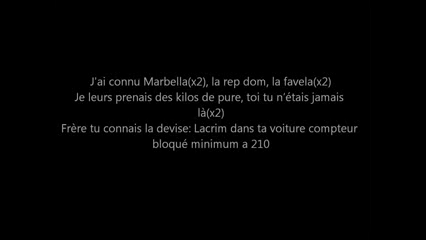 J'ai connu Marbella(x2), la rep dom, la favela(x2)
Je leurs prenais des kilos de pure, toi tu n'étais jamais
là(x2)
Frère tu connais la devise: Lacrim dans ta voiture compteur
bloqué minimum a 210